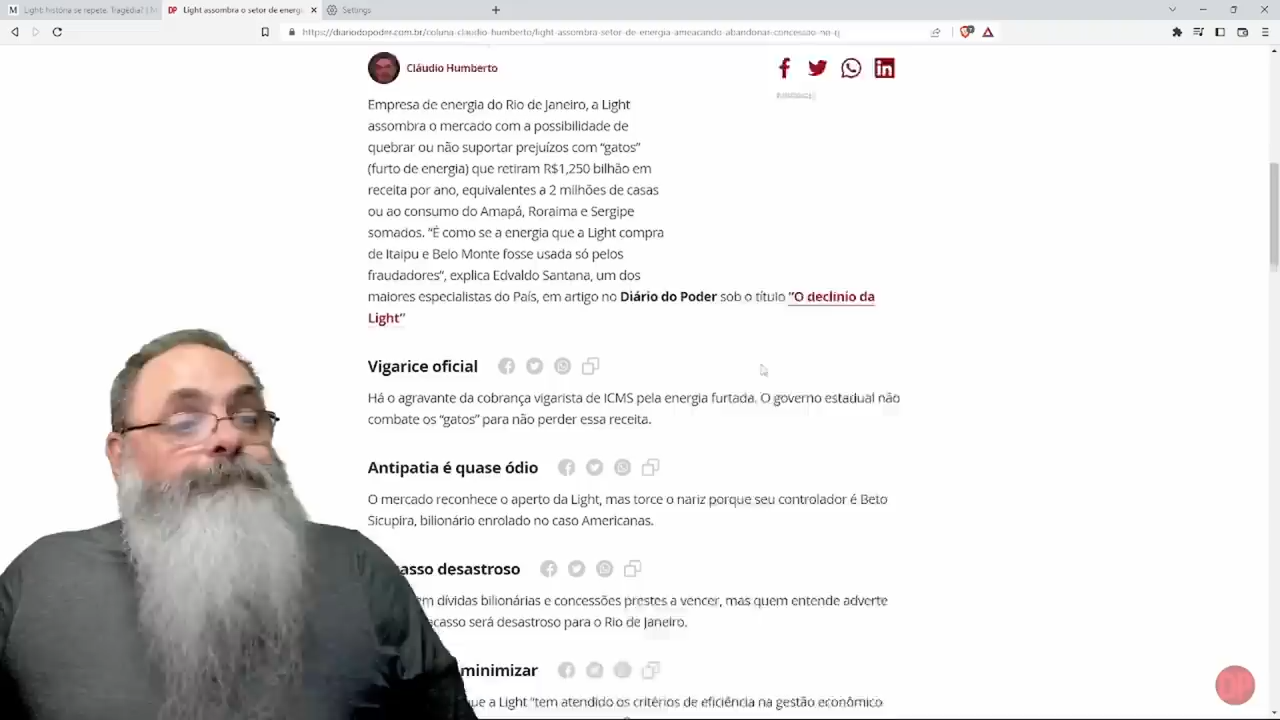 Light: história se repete. Tragédia? | M
Light assombra o setor de energi
Settings
https://diariodopoder.com.br/coluna-claudio-humberto/light-assombra-setor-de-energia-ameacando-abandonar-concessao-no-rj
Cláudio Humberto
Empresa de energia do Rio de Janeiro, a Light
assombra o mercado com a possibilidade de
quebrar ou não suportar prejuízos com “gatos”
(furto de energia) que retiram R$1,250 bilhão em
receita por ano, equivalentes a 2 milhões de casas
ou ao consumo do Amapá, Roraima e Sergipe
somados. “É como se a energia que a Light compra
de Itaipu e Belo Monte fosse usada só pelos
fraudadores”, explica Edvaldo Santana, um dos
maiores especialistas do País, em artigo no Diário do Poder sob o título “O declínio da
Light”
Vigarice oficial
Há o agravante da cobrança vigarista de ICMS pela energia furtada. O governo estadual não
combate os “gatos” para não perder essa receita.
Antipatia é quase ódio
O mercado reconhece o aperto da Light, mas torce o nariz porque seu controlador é Beto
Sicupira, bilionário enrolado no caso Americanas.
asso desastroso
em dívidas bilionárias e concessões prestes a vencer, mas quem entende adverte
casso será desastroso para o Rio de Janeiro.
minimizar
ue a Light “tem atendido os critérios de eficiência na gestão econômico